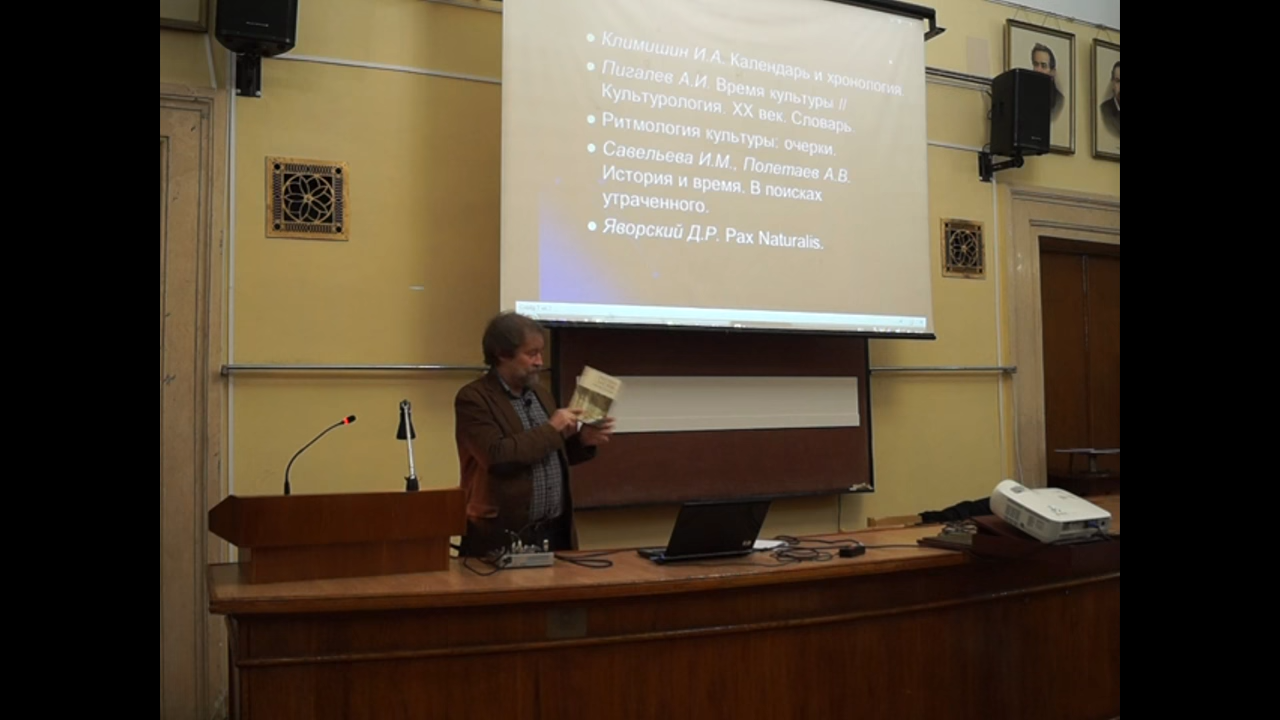 • Климишин И.А. Календарь и хронология.
• Пигалев А.И. Время культуры //
Культурология. XX век. Словарь.
• Ритмология культуры: очерки.
• Савельева И.М., Полетаев А.В.
История и время. В поисках
утраченного.
• Яворский Д.Р. Pax Naturalis.